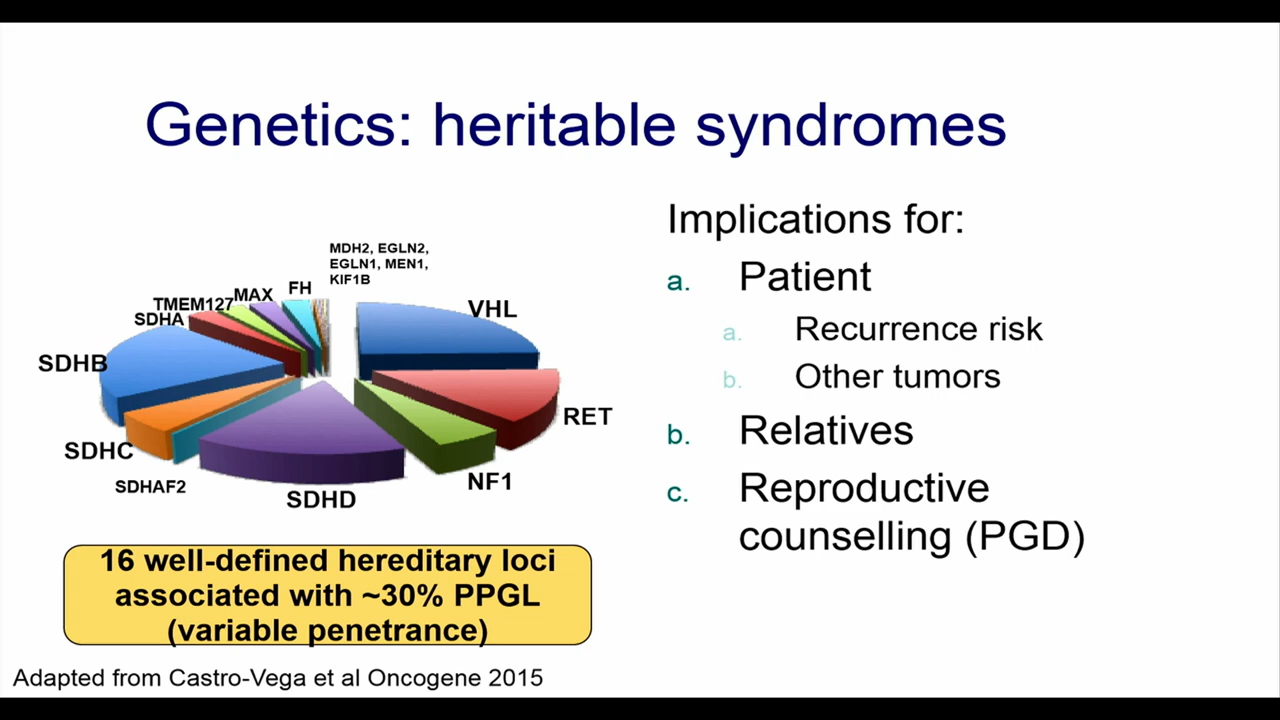 Genetics: heritable syndromes
MDH2, EGLN2,
EGLN1, MEN1,
KIF1B
FH
MAX
TMEM127
SDHA
VHL
SDHB
RET
SDHC
SDHAF2
NF1
SDHD
16 well-defined hereditary loci
associated with ~30% PPGL
(variable penetrance)
Adapted from Castro-Vega et al Oncogene 2015
Implications for:
a. Patient
a. Recurrence risk
b. Other tumors
b. Relatives
c. Reproductive
counselling (PGD)